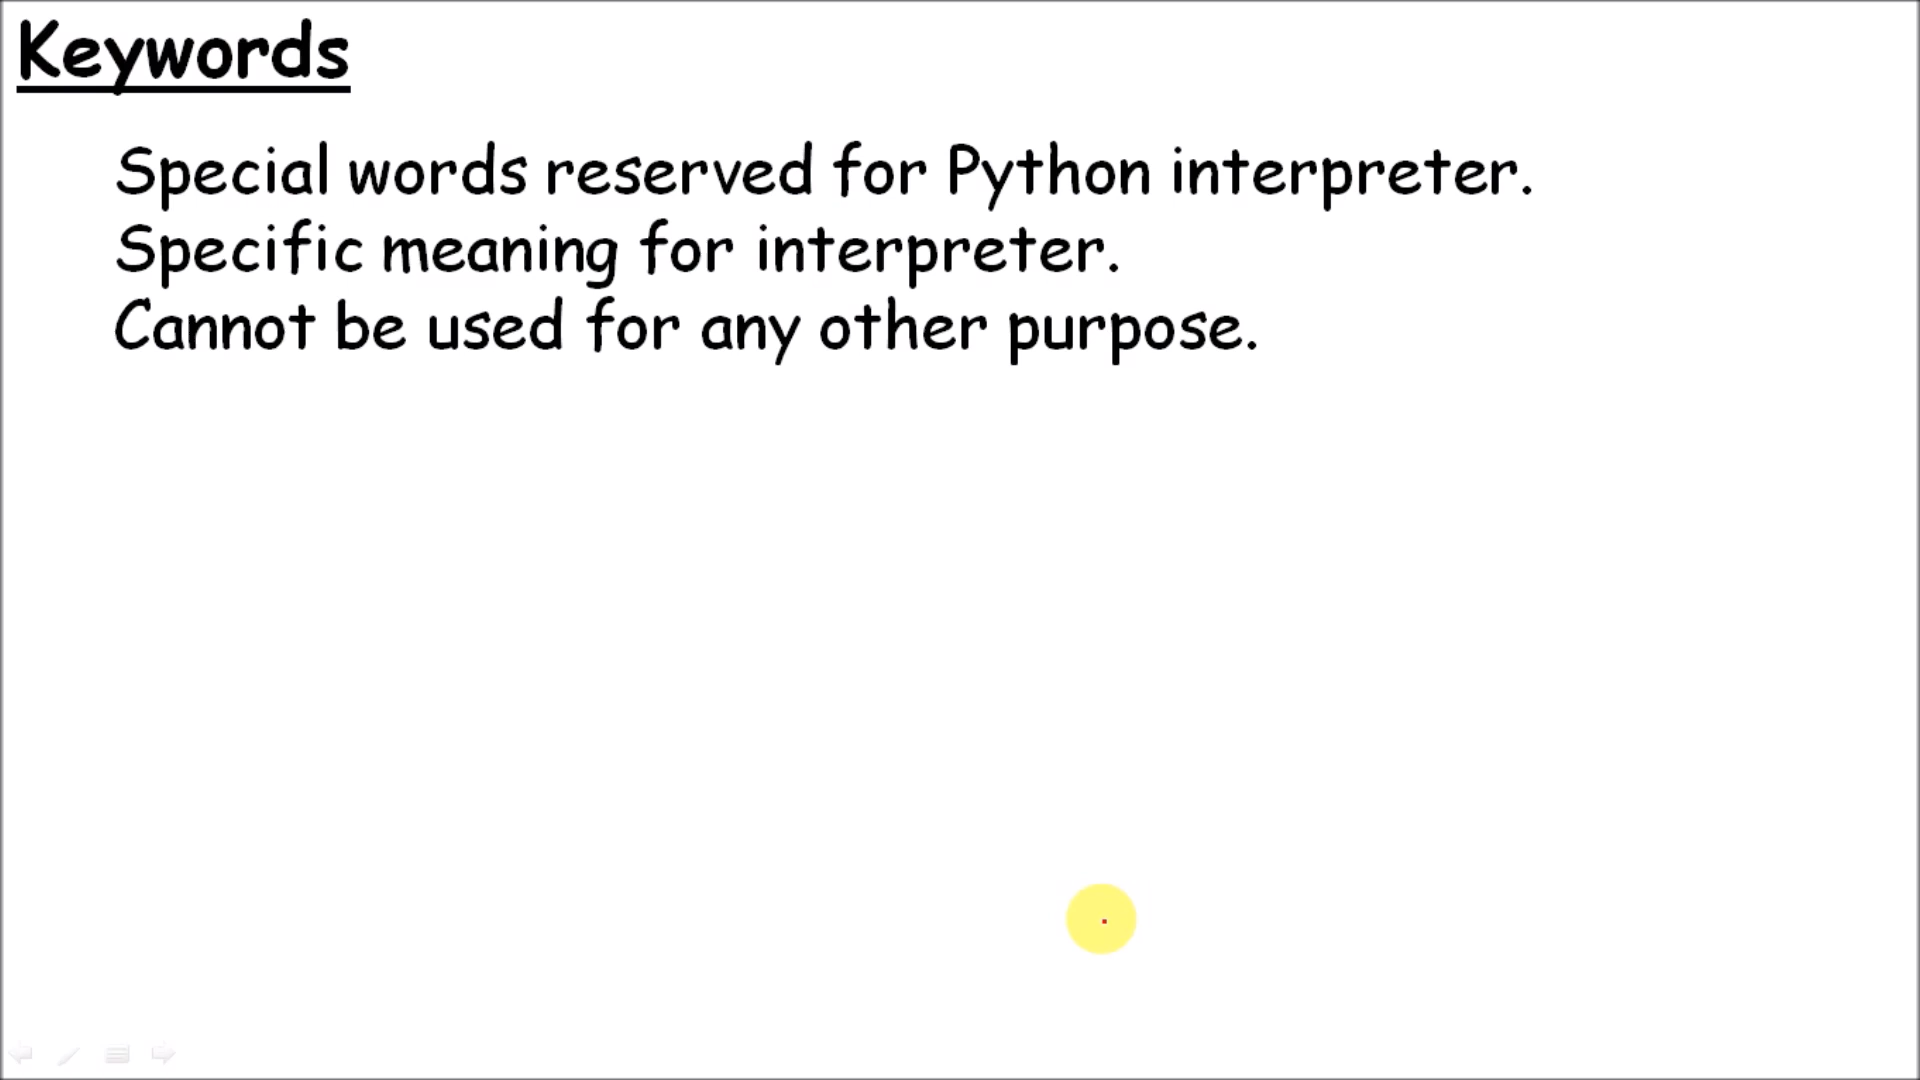 Keywords
Special words reserved for Python interpreter.
Specific meaning for interpreter.
Cannot be used for any other purpose.